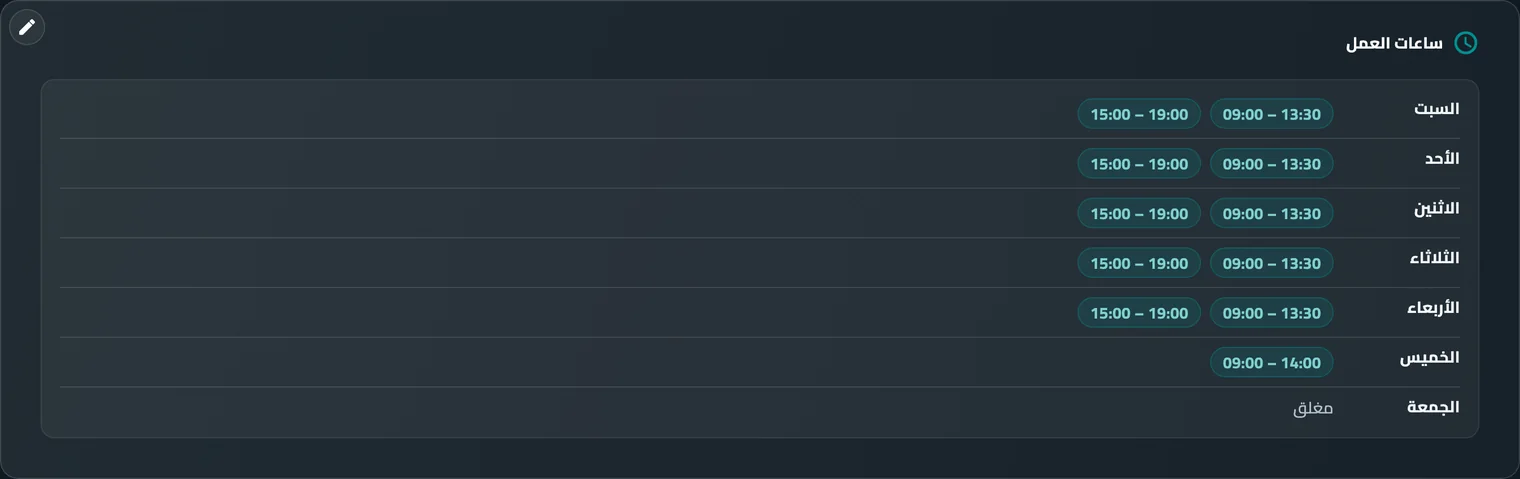 ساعات العمل
السبت 09:00 – 13:30 15:00 – 19:00
الأحد 09:00 – 13:30 15:00 – 19:00
الاثنين 09:00 – 13:30 15:00 – 19:00
الثلاثاء 09:00 – 13:30 15:00 – 19:00
الأربعاء 09:00 – 13:30 15:00 – 19:00
الخميس 09:00 – 14:00
الجمعة مغلق